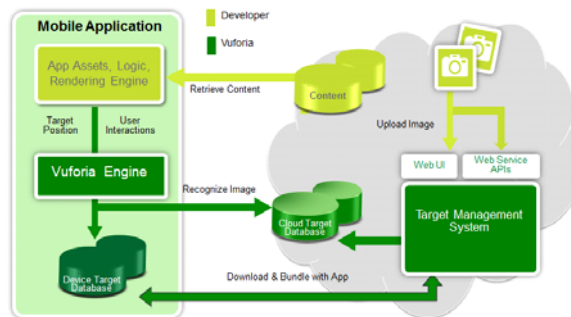 Mobile Application
Developer
Vuforia
App Assets, Logic,
Rendering Engine
Retrieve Content
Content
Target
Position
User
Interactions
Upload Image
Web UI
Web Service
APIs
Vuforia Engine
Recognize Image
Cloud Target
Database
Target Management
System
Device Target
Database
Download & Bundle with App